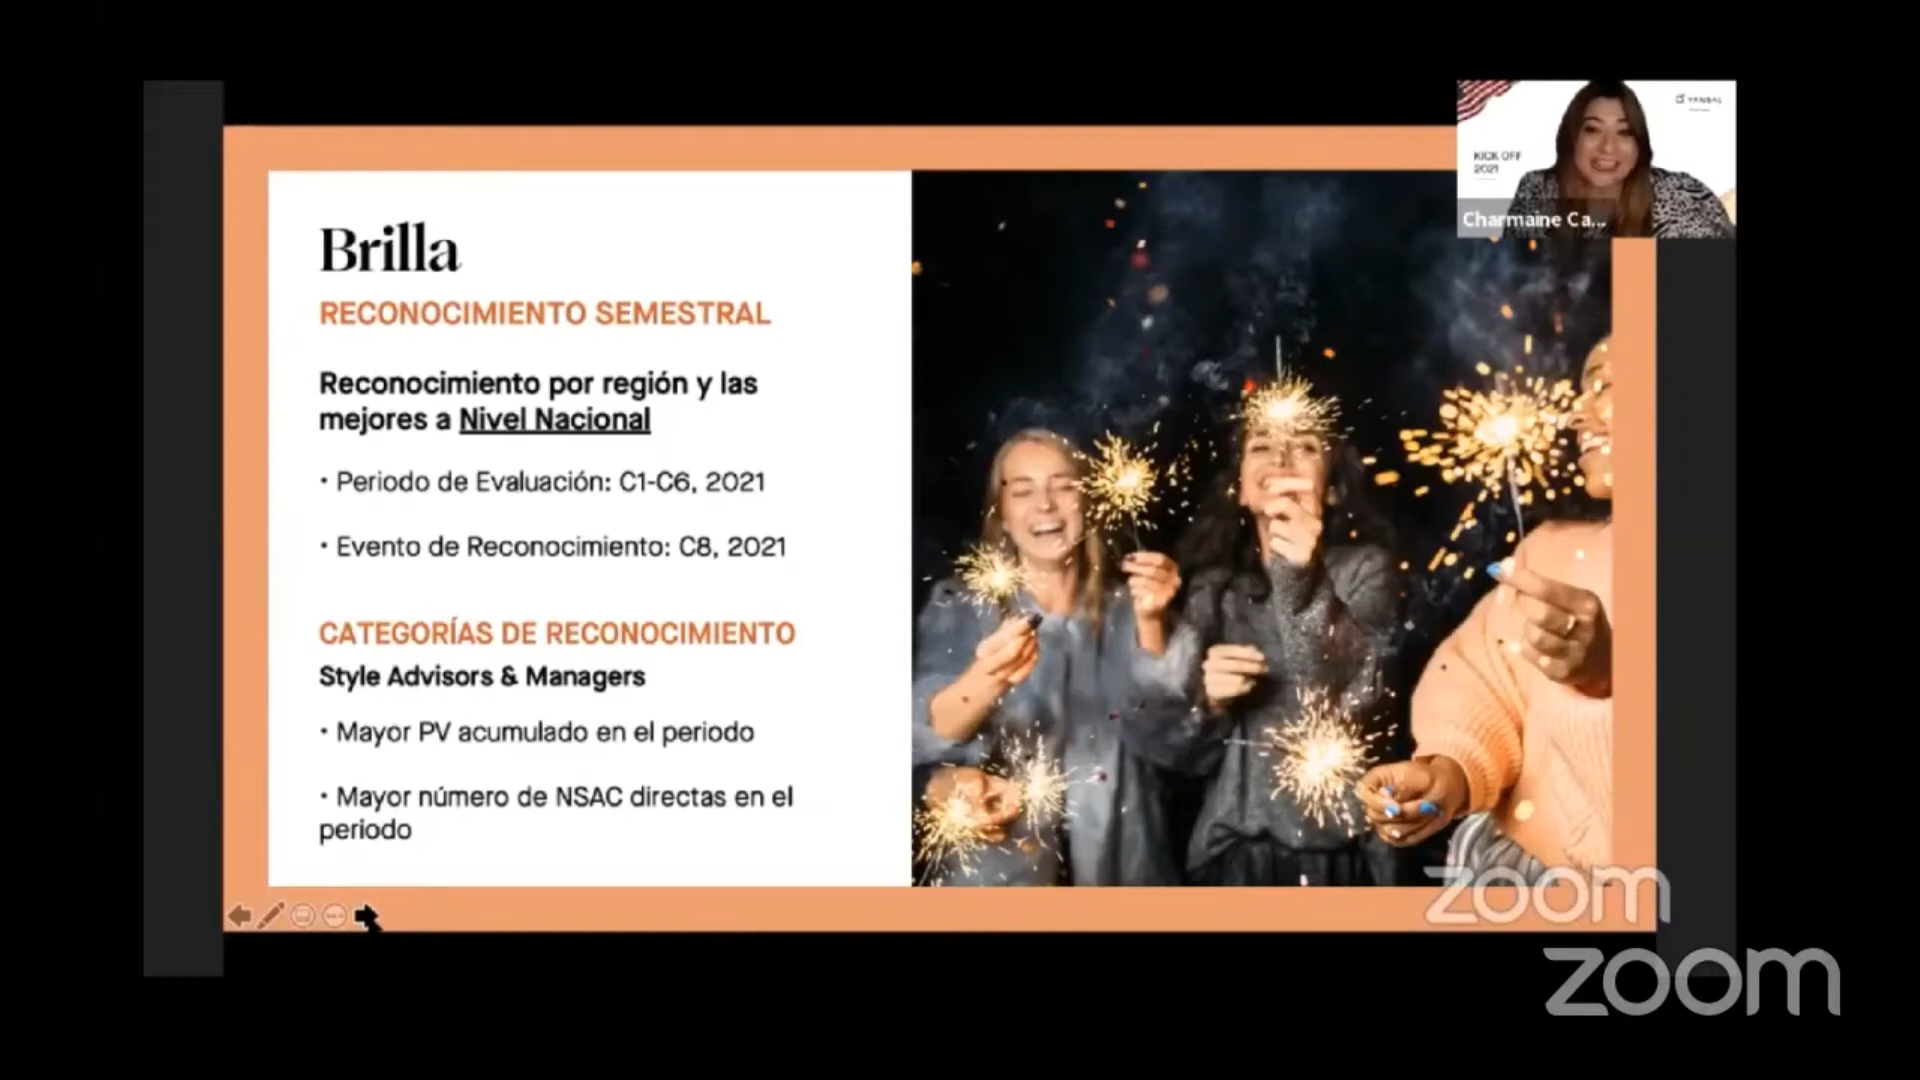 YANBAL
KICK OFF
2021
Charmaine Ca...
Brilla
RECONOCIMIENTO SEMESTRAL
Reconocimiento por región y las
mejores a Nivel Nacional
• Periodo de Evaluación: C1-C6, 2021
• Evento de Reconocimiento: C8, 2021
CATEGORÍAS DE RECONOCIMIENTO
Style Advisors & Managers
• Mayor PV acumulado en el periodo
• Mayor número de NSAC directas en el
periodo
zoom
zoom